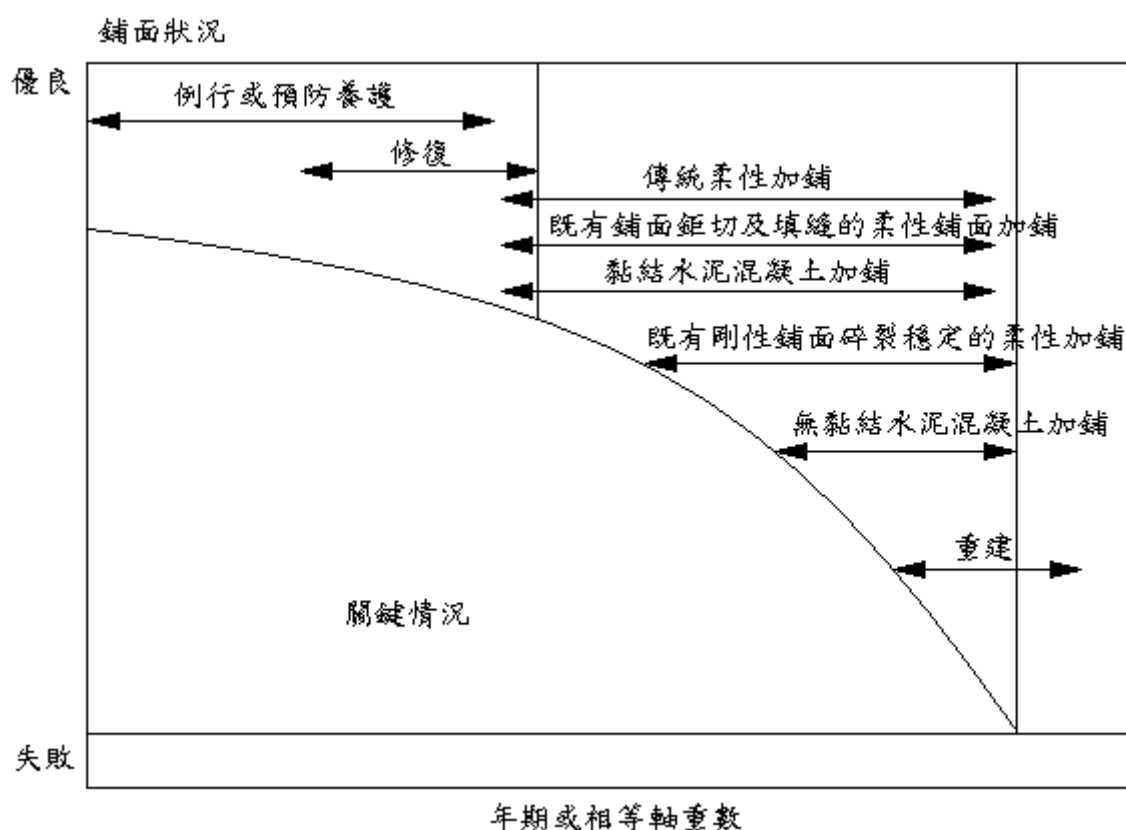 鋪面狀況
優良
例行或預防養護
修復
傳統柔性加鋪
既有鋪面鉅切及填縫的柔性鋪面加鋪
黏結水泥混凝土加鋪
既有剛性鋪面碎裂穩定的柔性加鋪
無黏結水泥混凝土加鋪
重建
關鍵情況
失敗
年期或相等軸重數